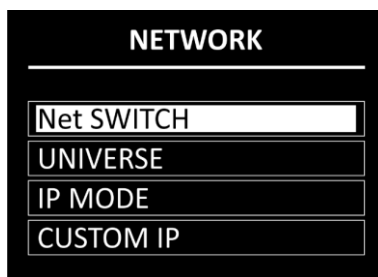 NETWORK
Net SWITCH
UNIVERSE
IP MODE
CUSTOM IP